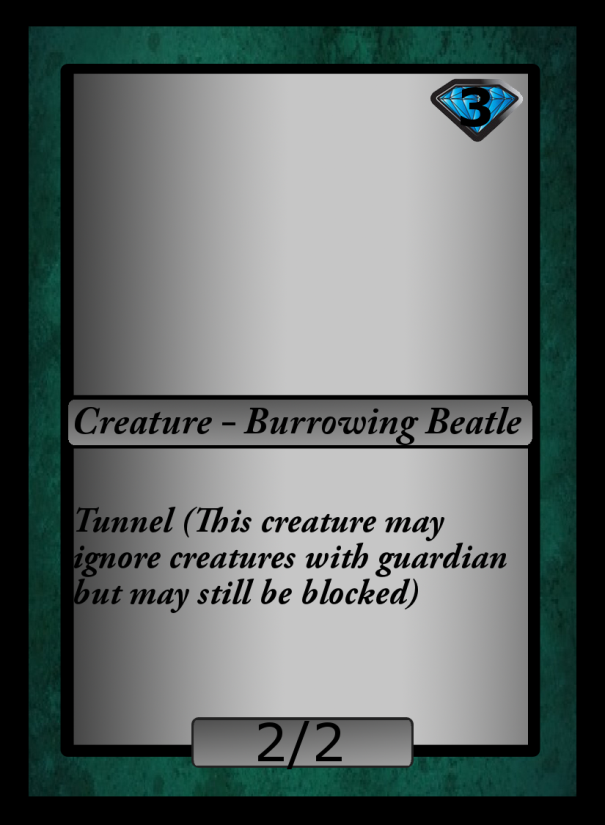 3
Creature - Burrowing Beatle
Tunnel (This creature may
ignore creatures with guardian
but may still be blocked)
2/2